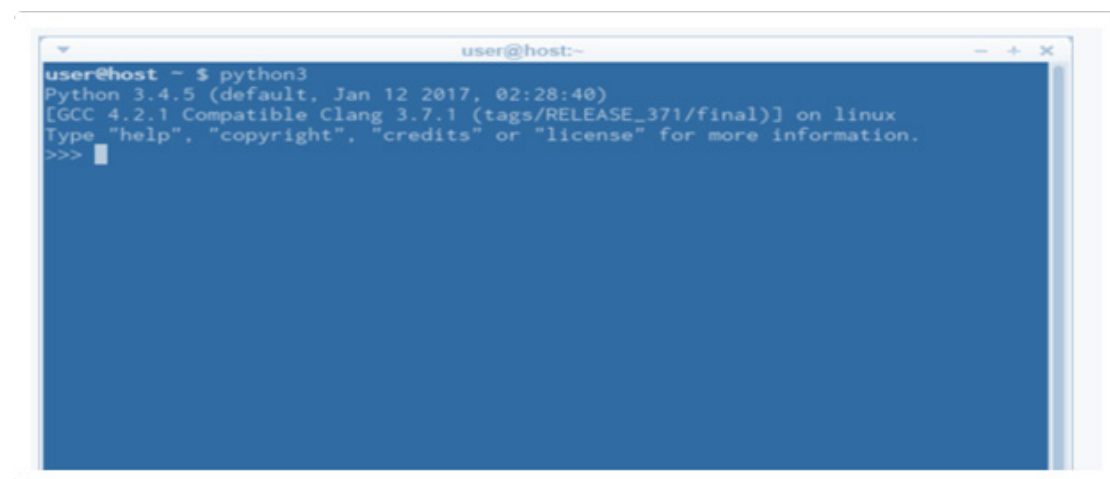 user@host:~
user@host ~ $ python3
Python 3.4.5 (default, Jan 12 2017, 02:28:40)
[GCC 4.2.1 Compatible Clang 3.7.1 (tags/RELEASE_371/final)] on linux
Type "help", "copyright", "credits" or "license" for more information.
>>>